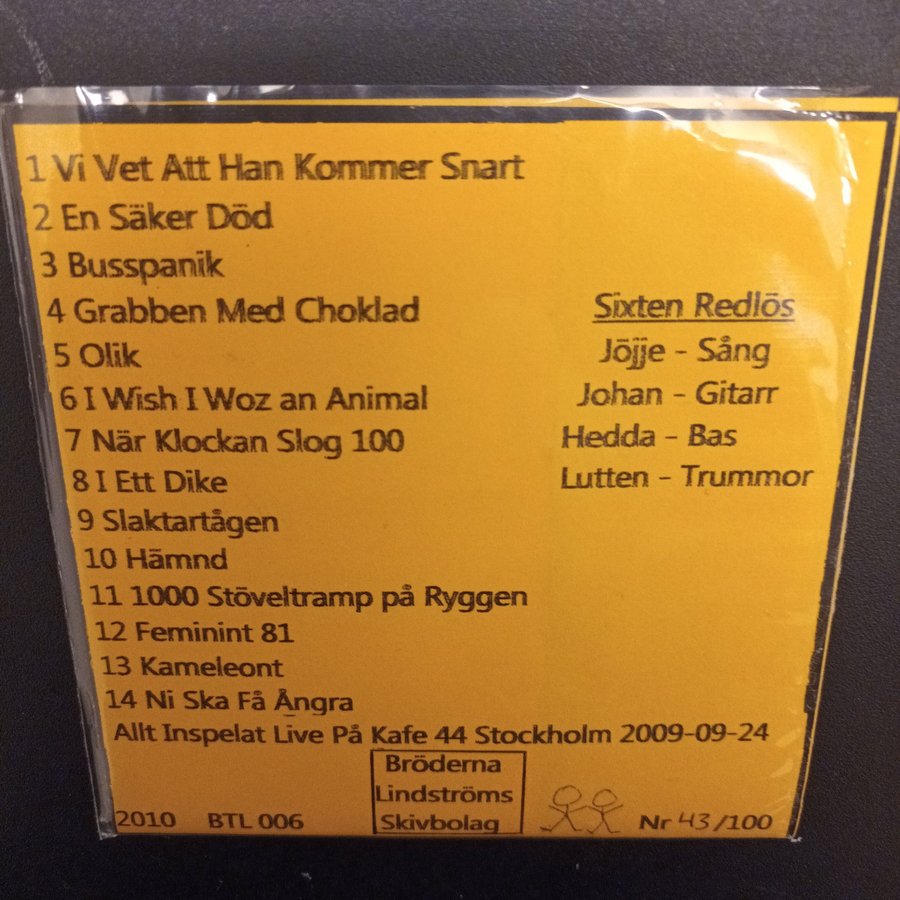 1 Vi Vet Att Han Kommer Snart
2 En Säker Död
3 Busspanik
4 Grabben Med Choklad
5 Olik
6 I Wish I Woz an Animal
7 När Klockan Slog 100
8 I Ett Dike
9 Slaktartågen
10 Hämnd
11 1000 Stöveltramp på Ryggen
12 Feminint 81
13 Kameleont
14 Ni Ska Få Ångra
Sixten Redlös
Jöjje - Sång
Johan - Gitarr
Hedda - Bas
Lutten - Trummor
Allt Inspelat Live På Kafe 44 Stockholm 2009-09-24
Bröderna
Lindströms
Skivbolag
2010 BTL 006
Nr 43/100